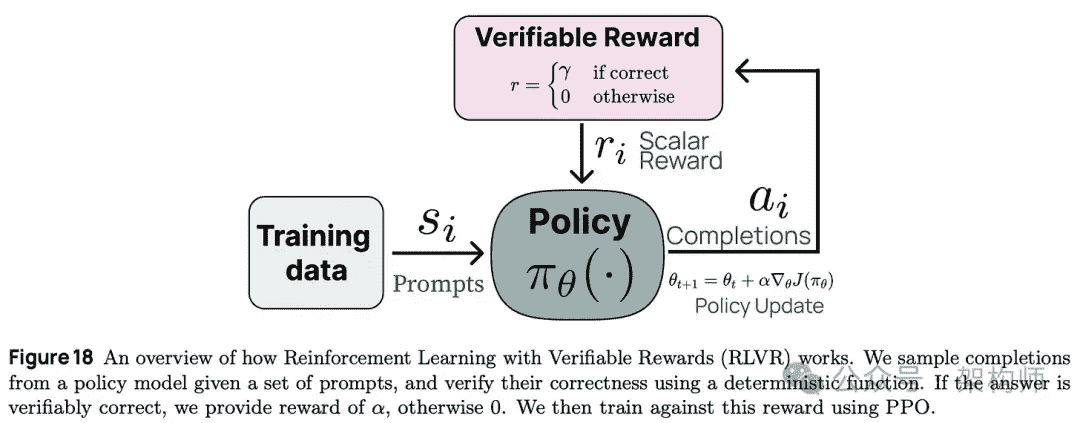 Verifiable Reward
r = {γ if correct
0 otherwise
r_i Scalar
Reward
Training
data
s_i
Prompts
Policy
π_θ(·)
a_i
Completions
θ_{t+1} = θ_t + α∇_θJ(π_θ)
Policy Update
Figure 18 An overview of how Reinforcement Learning with Verifiable Rewards (RLVR) works. We sample completions
from a policy model given a set of prompts, and verify their correctness using a deterministic function. If the answer is
verifiably correct, we provide reward of α, otherwise 0. We then train against this reward using PPO.
公众号 · 架构师